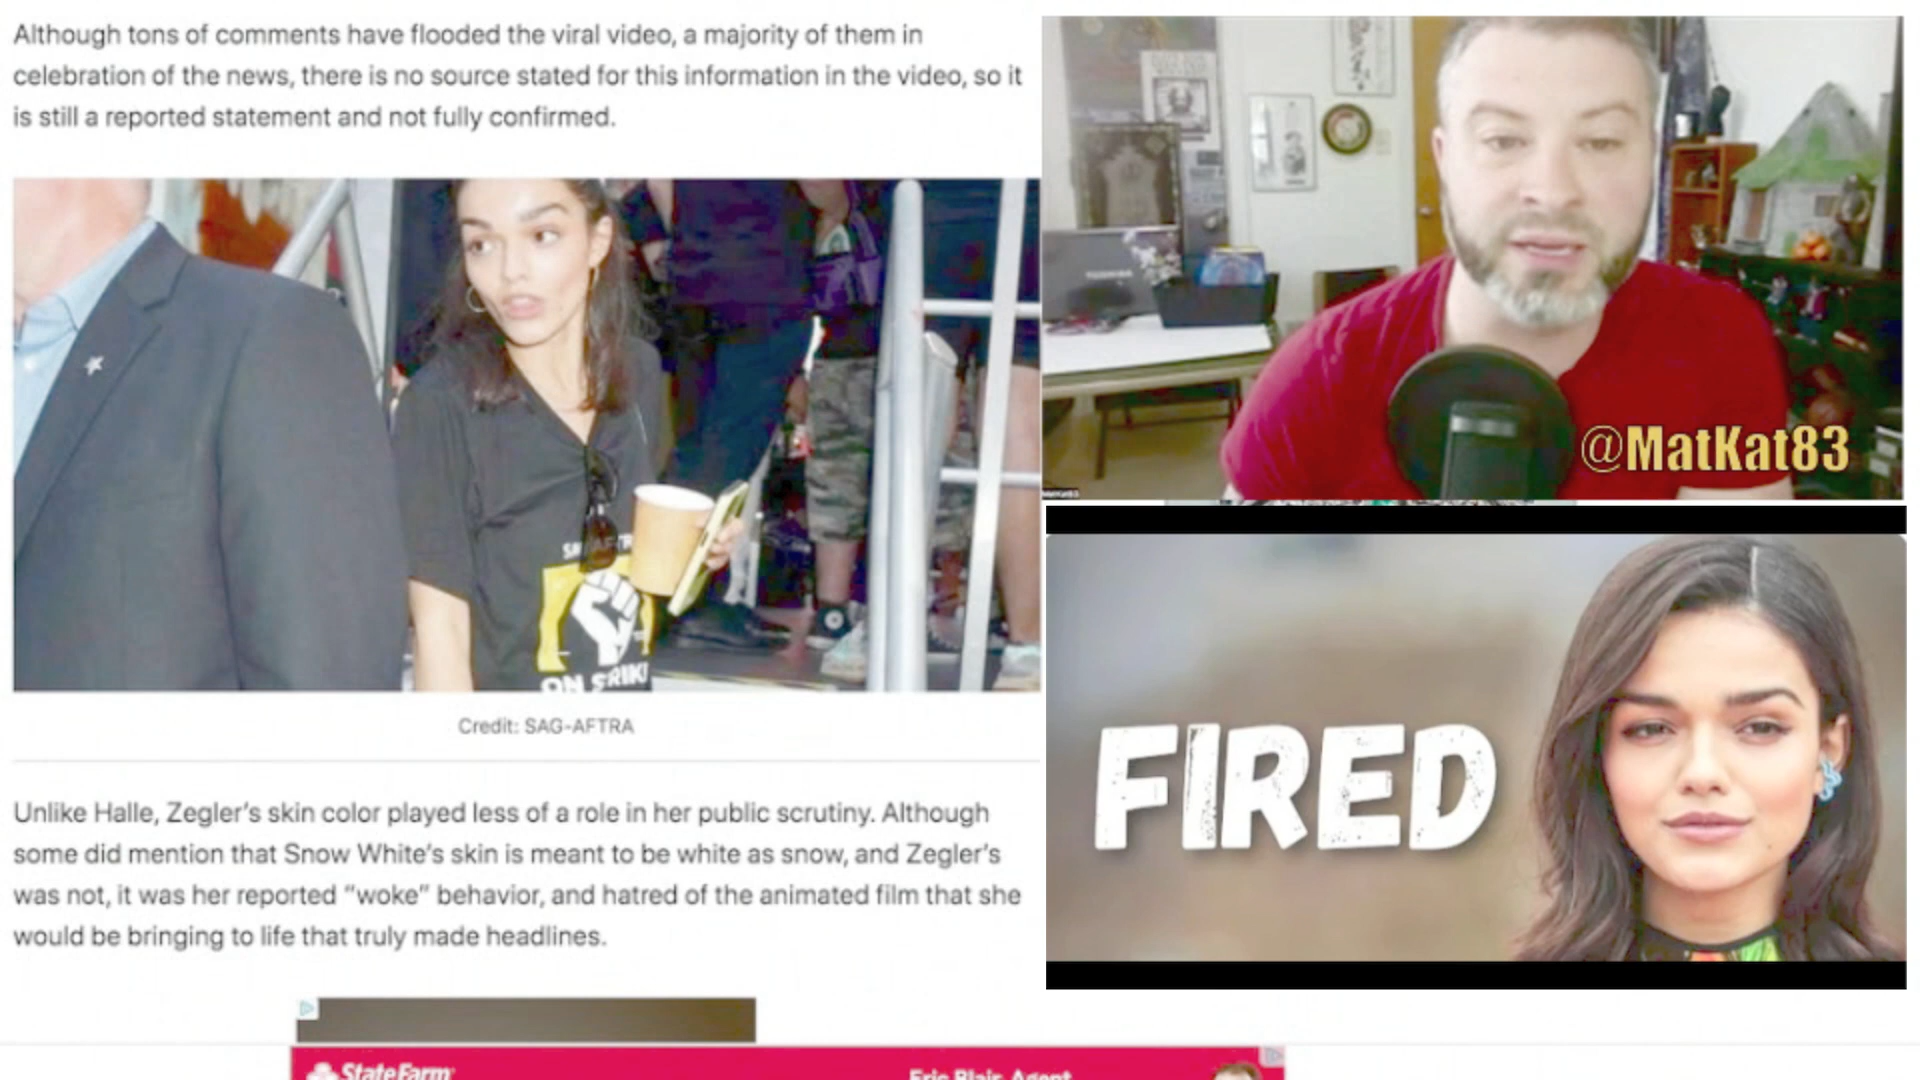 Although tons of comments have flooded the viral video, a majority of them in
celebration of the news, there is no source stated for this information in the video, so it
is still a reported statement and not fully confirmed.
TOSHIBA
@MatKat83
MatKat83
ON SRIKE
Credit: SAG-AFTRA
FIRED
Unlike Halle, Zegler's skin color played less of a role in her public scrutiny. Although
some did mention that Snow White's skin is meant to be white as snow, and Zegler's
was not, it was her reported "woke" behavior, and hatred of the animated film that she
would be bringing to life that truly made headlines.
StateFarm
Eric Blair, Agent